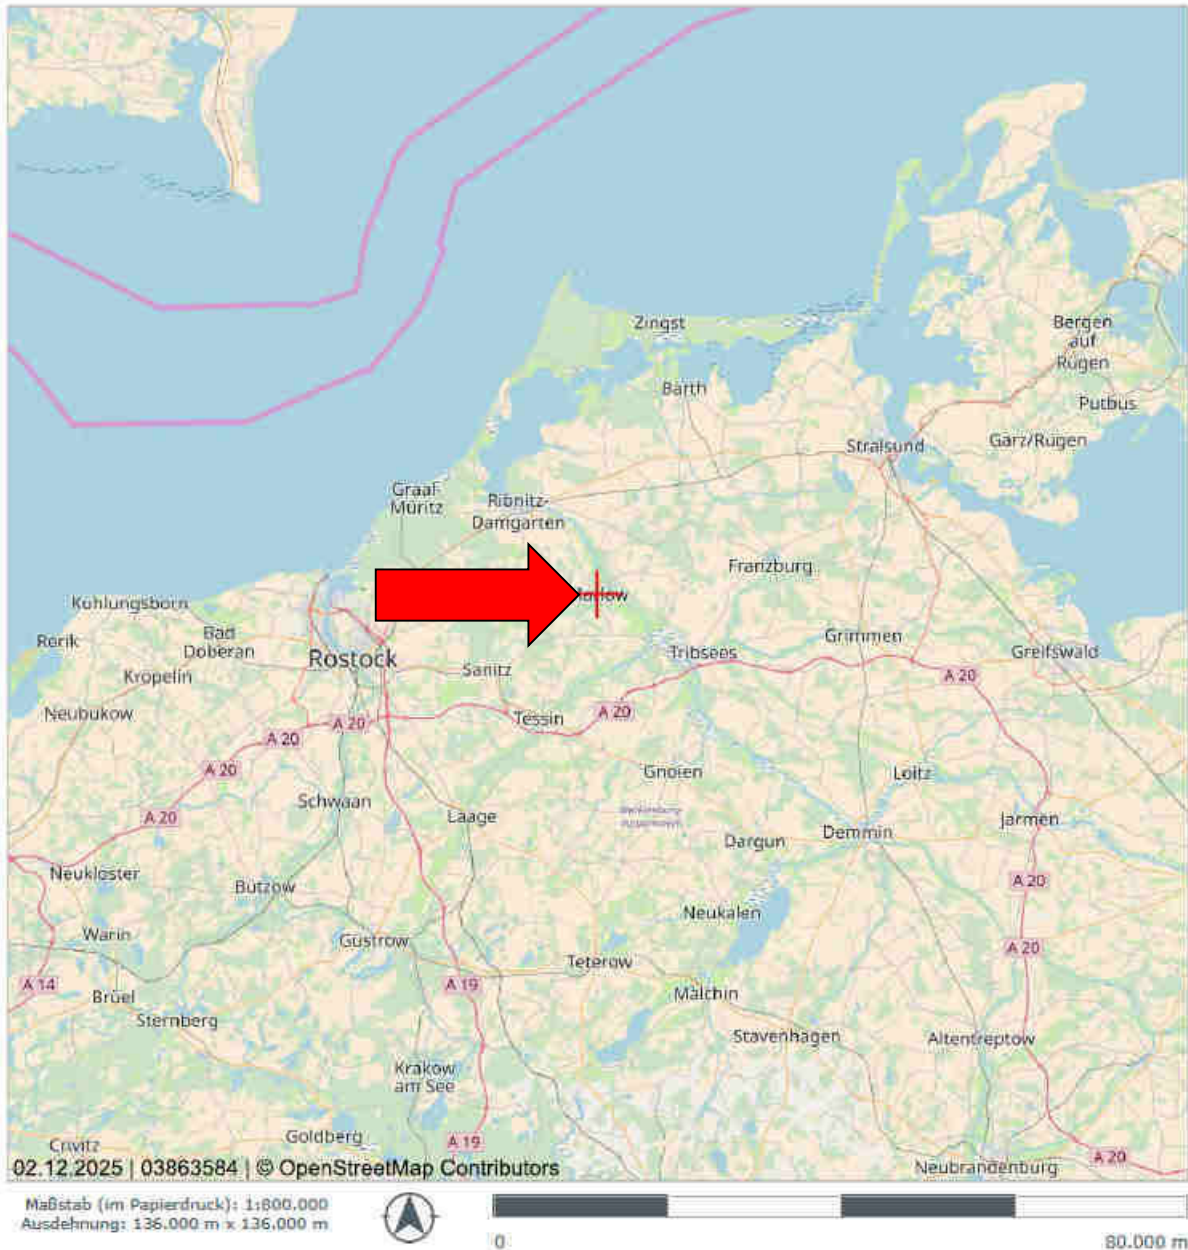 Zingst
Bergen
auf
Rügen
Barth
Putbus
Stralsund
Garz/Rügen
Graal-
Müritz
Ribnitz-
Damgarten
Franzburg
Kühlungsborn
Marlow
Rerik
Bad
Doberan
Rostock
Grimmen
Greifswald
Kröpelin
Sanitz
Tribsees
A 20
Neubukow
A 20
Tessin
A 20
A 20
A 20
Gnoien
Loitz
Schwaan
A 20
Laage
Dargun
Demmin
Jarmen
Neukloster
Bützow
A 20
Neukalen
Warin
Güstrow
A 20
Teterow
A 14
Brüel
A 19
Malchin
Sternberg
Stavenhagen
Altentreptow
Krakow
am See
Crivitz
Goldberg
A 19
A 20
Neubrandenburg
02.12.2025 | 03863584 | © OpenStreetMap Contributors
Maßstab (im Papierdruck): 1:800.000
Ausdehnung: 136.000 m x 136.000 m
0
80.000 m